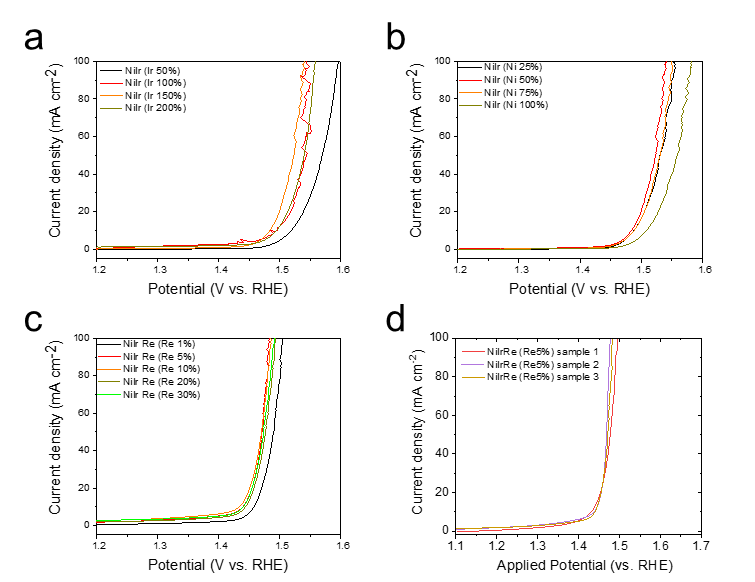 a
100
80
60
40
20
0
Current density (mA cm⁻²)
NiIr (Ir 50%)
NiIr (Ir 100%)
NiIr (Ir 150%)
NiIr (Ir 200%)
1.2 1.3 1.4 1.5 1.6
Potential (V vs. RHE)
b
100
80
60
40
20
0
Current density (mA cm⁻²)
NiIr (Ni 25%)
NiIr (Ni 50%)
NiIr (Ni 75%)
NiIr (Ni 100%)
1.2 1.3 1.4 1.5 1.6
Potential (V vs. RHE)
c
100
80
60
40
20
0
Current density (mA cm⁻²)
NiIr Re (Re 1%)
NiIr Re (Re 5%)
NiIr Re (Re 10%)
NiIr Re (Re 20%)
NiIr Re (Re 30%)
1.2 1.3 1.4 1.5 1.6
Potential (V vs. RHE)
d
100
80
60
40
20
0
Current density (mA cm⁻²)
NiIrRe (Re5%) sample 1
NiIrRe (Re5%) sample 2
NiIrRe (Re5%) sample 3
1.1 1.2 1.3 1.4 1.5 1.6 1.7
Applied Potential (vs. RHE)